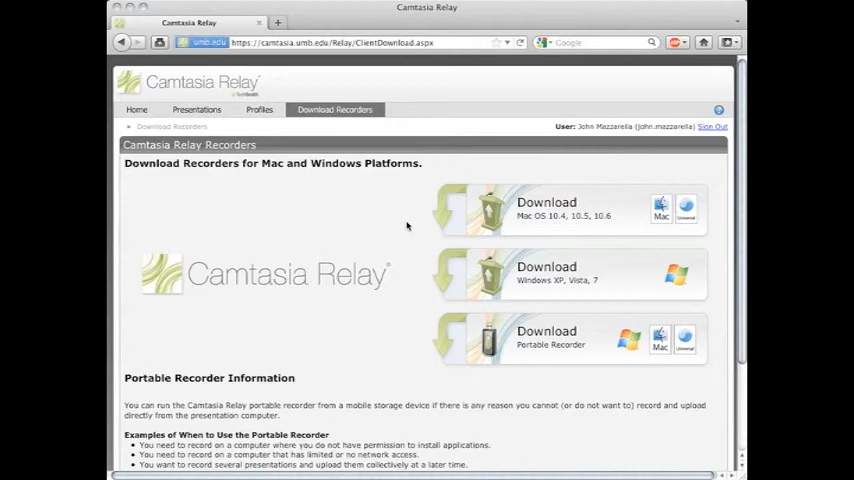 Camtasia Relay
Camtasia Relay
umb.edu https://camtasia.umb.edu/Relay/ClientDownload.aspx
Google
Camtasia Relay
Home Presentations Profiles Download Recorders
Download Recorders
User: John Mazzarella (john.mazzarella) Sign Out
Camtasia Relay Recorders
Download Recorders for Mac and Windows Platforms.
Download
Mac OS 10.4, 10.5, 10.6
Mac Universal
Camtasia Relay
Download
Windows XP, Vista, 7
Download
Portable Recorder
Mac Universal
Portable Recorder Information
You can run the Camtasia Relay portable recorder from a mobile storage device if there is any reason you cannot (or do not want to) record and upload
directly from the presentation computer.
Examples of When to Use the Portable Recorder
You need to record on a computer where you do not have permission to install applications.
You need to record on a computer that has limited or no network access.
You want to record several presentations and upload them collectively at a later time.